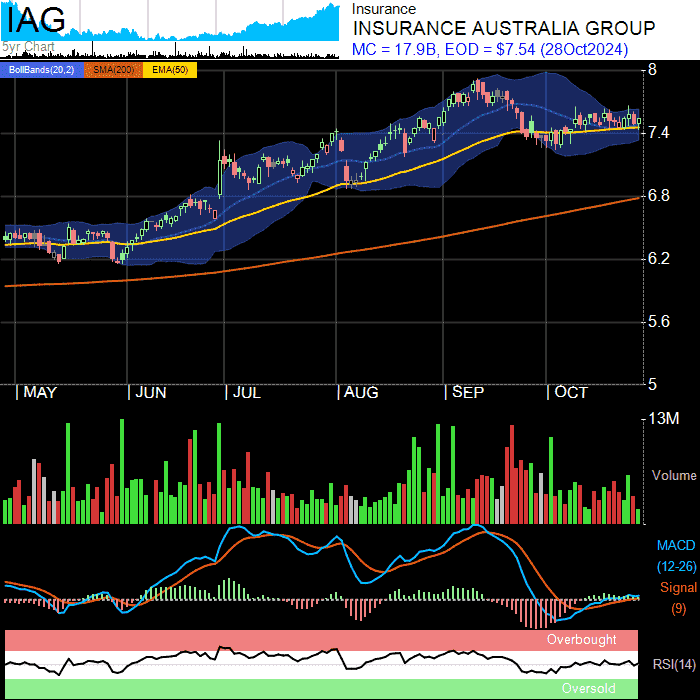 IAG
5yr Chart
Insurance
INSURANCE AUSTRALIA GROUP
MC = 17.9B, EOD = $7.54 (28Oct2024)
BollBands(20,2) SMA(200) EMA(50)
8
7.4
6.8
6.2
5.6
5
MAY JUN JUL AUG SEP OCT
13M
Volume
MACD
(12-26)
Signal
(9)
Overbought
RSI(14)
Oversold